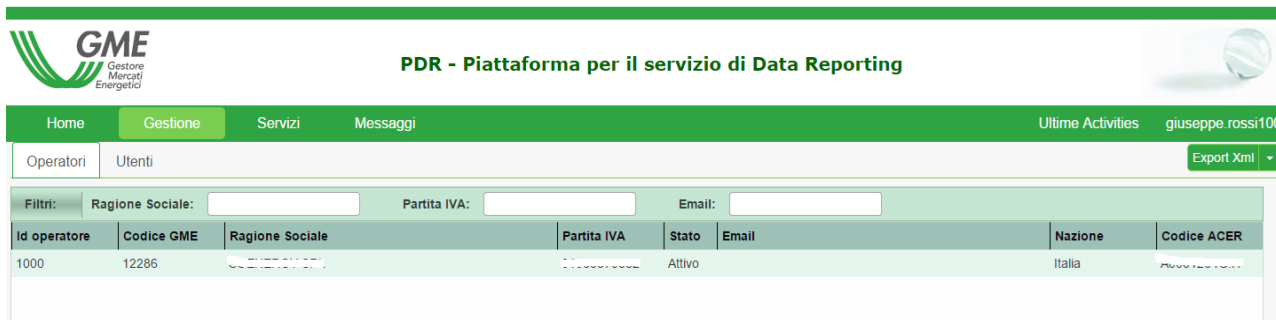 GME
Gestore
Mercati
Energetici
PDR - Piattaforma per il servizio di Data Reporting
Home Gestione Servizi Messaggi Ultime Activities giuseppe.rossi100
Operatori Utenti Export Xml
Filtri: Ragione Sociale: Partita IVA: Email:
Id operatore Codice GME Ragione Sociale Partita IVA Stato Email Nazione Codice ACER
1000 12286 Attivo Italia